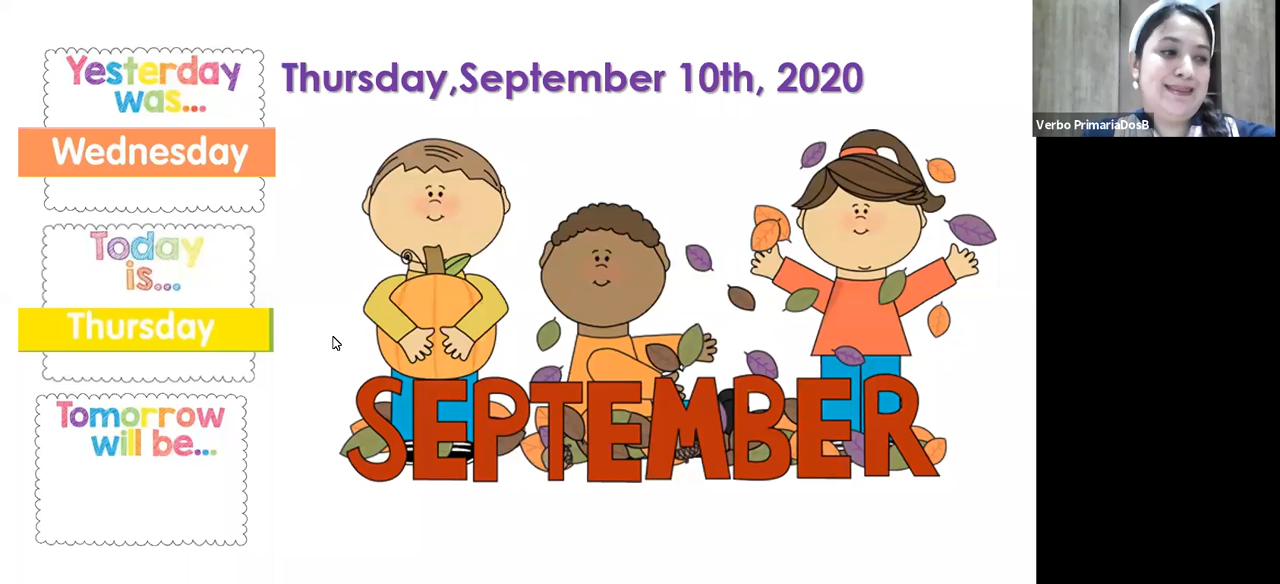 Yesterday
was...
Wednesday
Today
is...
Thursday
Tomorrow
will be...
Thursday,September 10th, 2020
SEPTEMBER
Verbo PrimariaDosB